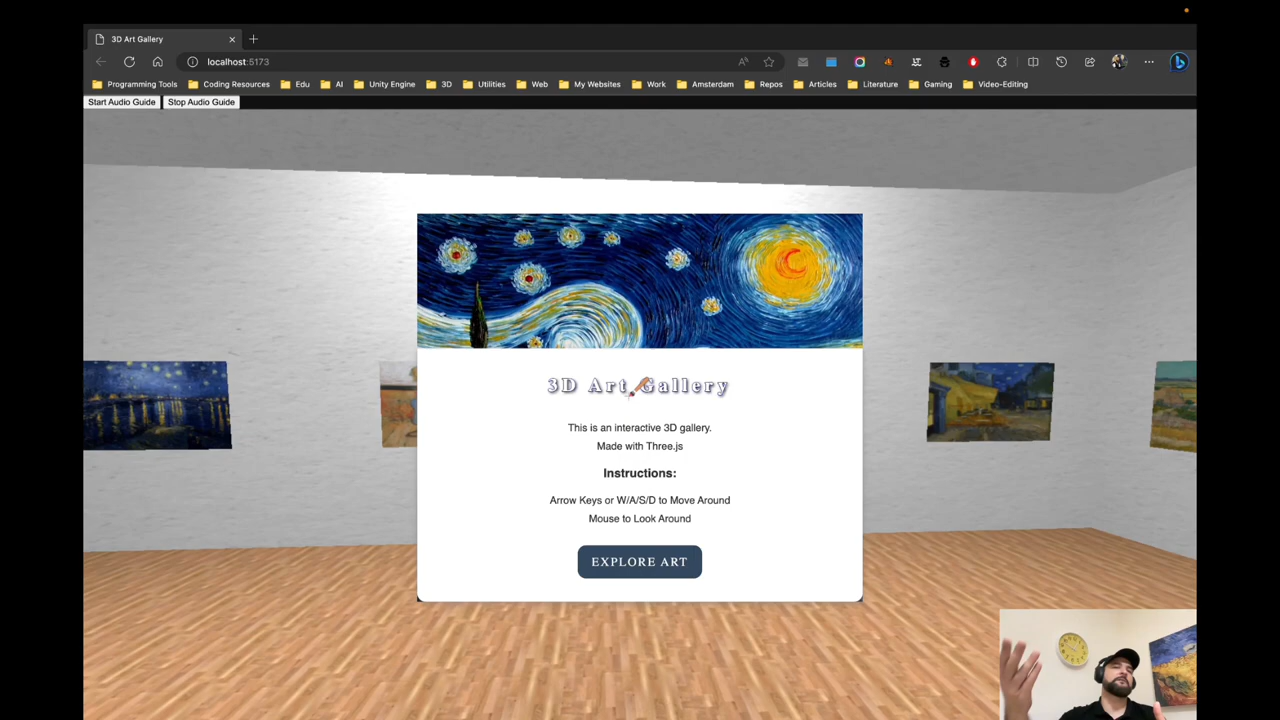 3D Art Gallery
localhost:5173
Programming Tools Coding Resources Edu AI Unity Engine 3D Utilities Web My Websites Work Amsterdam Repos Articles Literature Gaming Video-Editing
Start Audio Guide Stop Audio Guide
3D Art Gallery
This is an interactive 3D gallery.
Made with Three.js
Instructions:
Arrow Keys or W/A/S/D to Move Around
Mouse to Look Around
EXPLORE ART